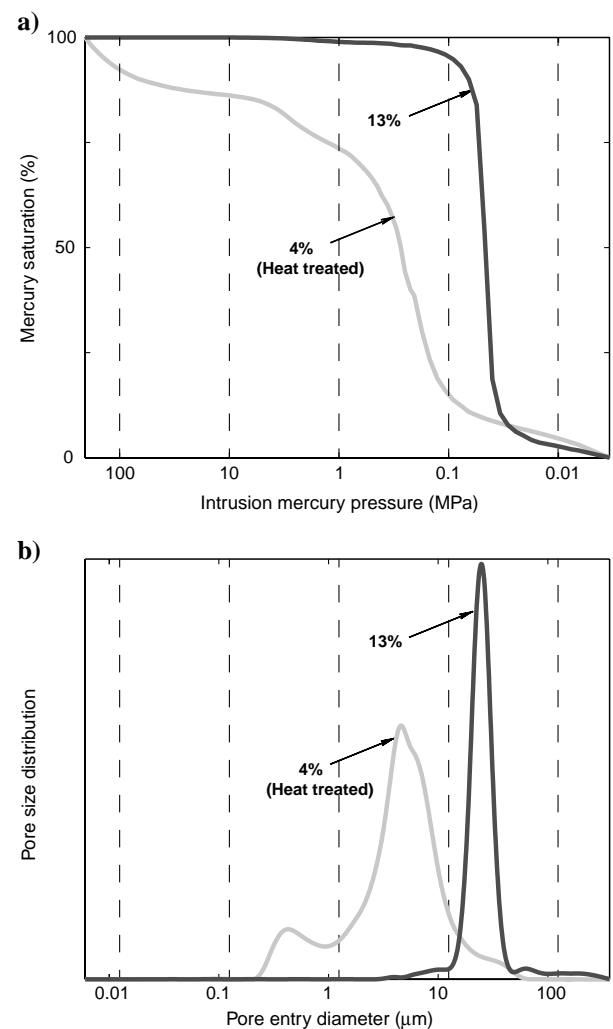 a)
100
50
0
Mercury saturation (%)
13%
4%
(Heat treated)
100 10 1 0.1 0.01
Intrusion mercury pressure (MPa)
b)
Pore size distribution
13%
4%
(Heat treated)
0.01 0.1 1 10 100
Pore entry diameter (μm)